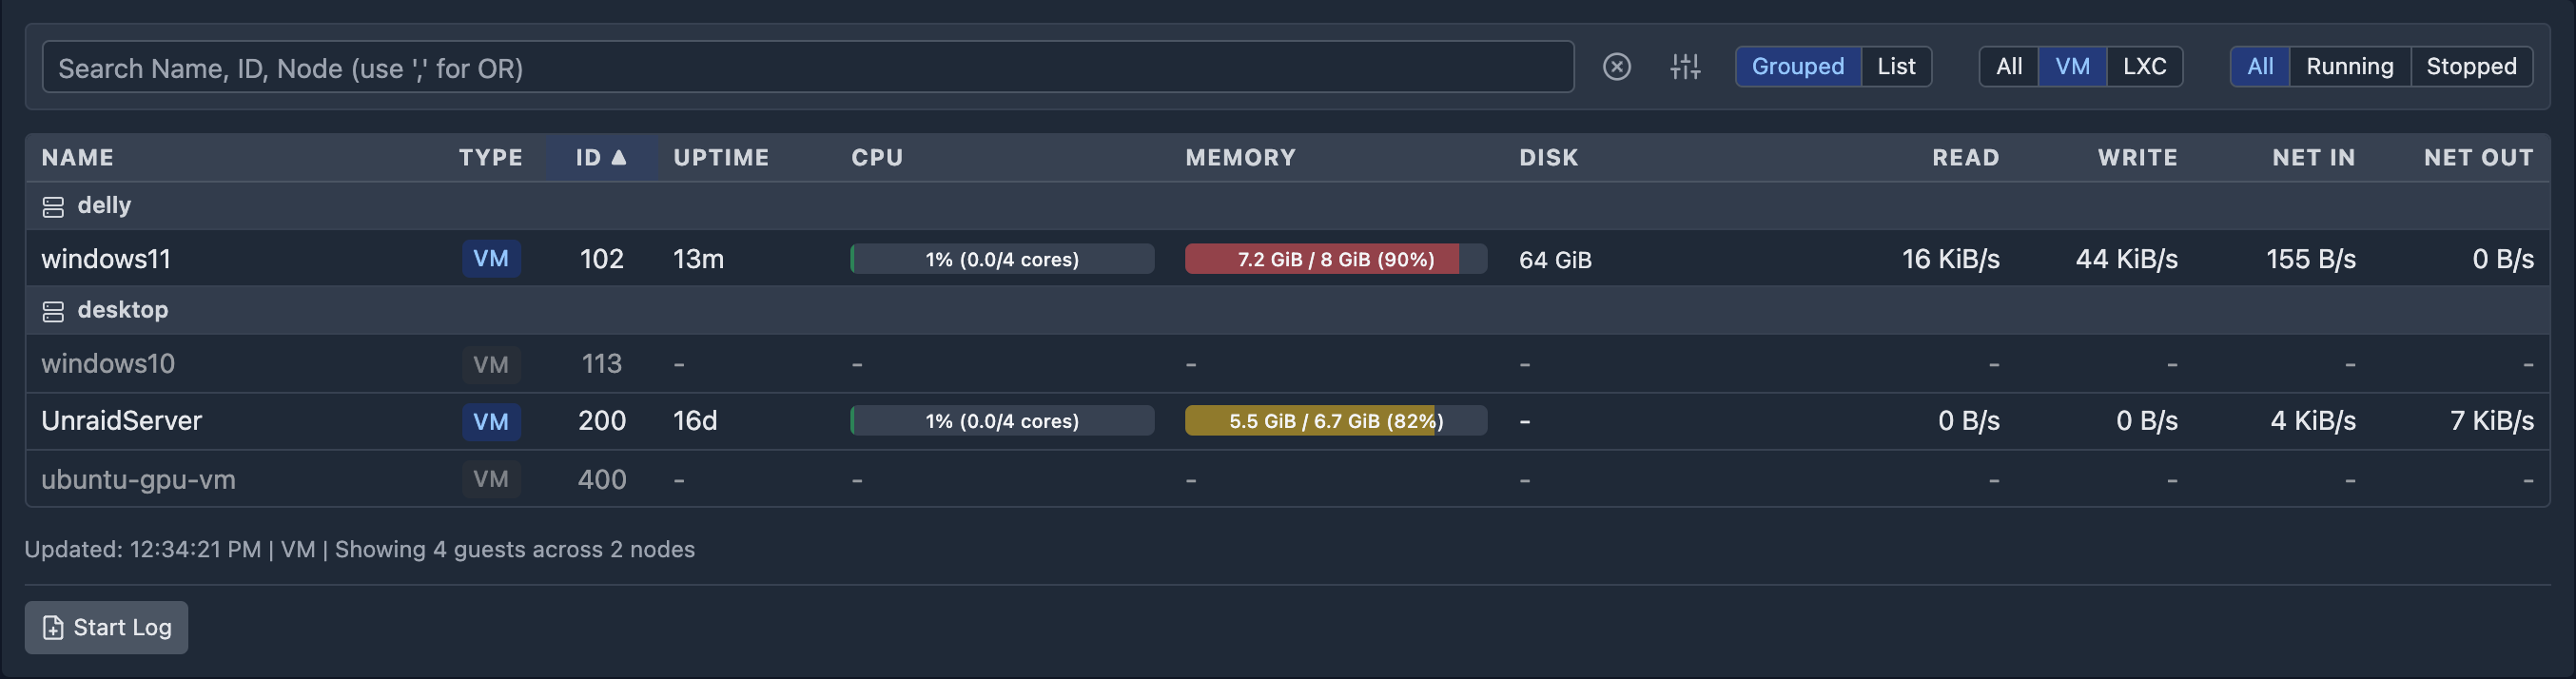 Search Name, ID, Node (use ',' for OR) Grouped List All VM LXC All Running Stopped
NAME TYPE ID ▲ UPTIME CPU MEMORY DISK READ WRITE NET IN NET OUT
delly
windows11 VM 102 13m 1% (0.0/4 cores) 7.2 GiB / 8 GiB (90%) 64 GiB 16 KiB/s 44 KiB/s 155 B/s 0 B/s
desktop
windows10 VM 113 - - - - - - - -
UnraidServer VM 200 16d 1% (0.0/4 cores) 5.5 GiB / 6.7 GiB (82%) - 0 B/s 0 B/s 4 KiB/s 7 KiB/s
ubuntu-gpu-vm VM 400 - - - - - - - -
Updated: 12:34:21 PM | VM | Showing 4 guests across 2 nodes
Start Log